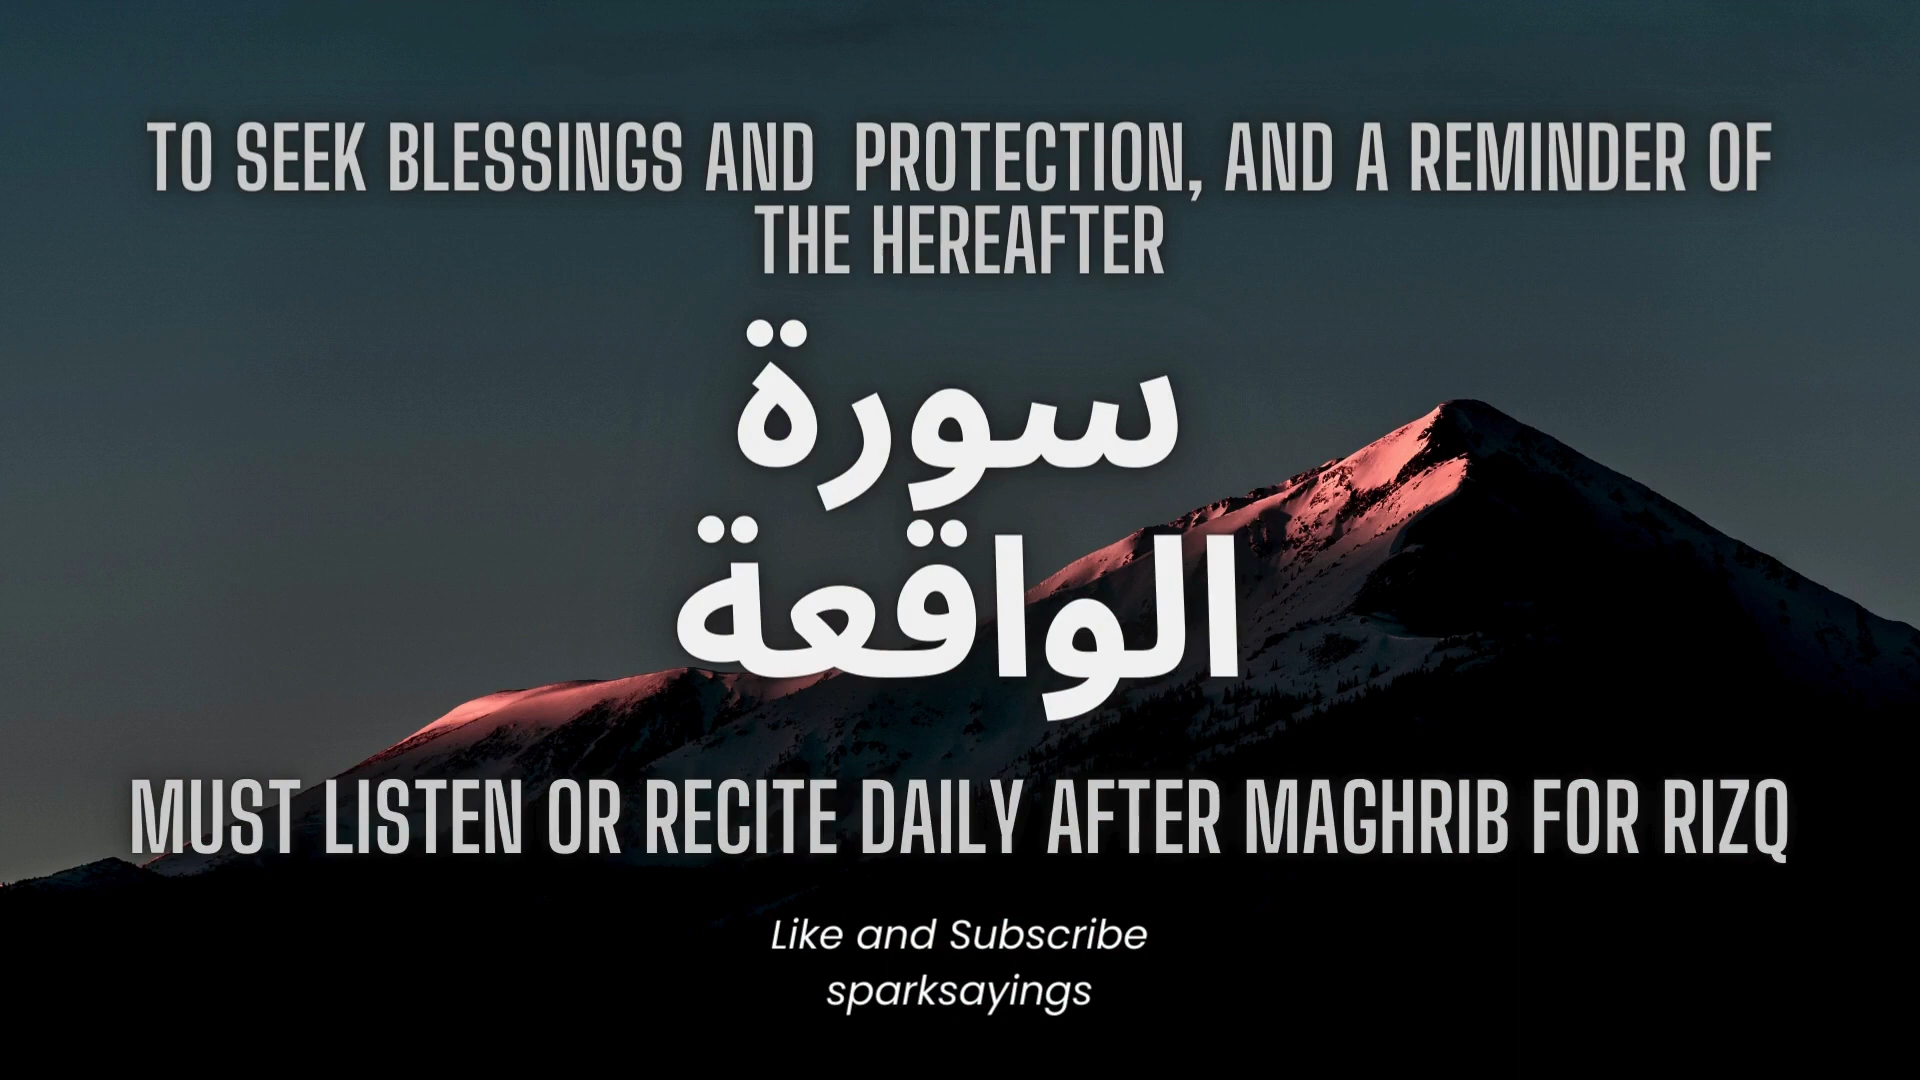 TO SEEK BLESSINGS AND PROTECTION, AND A REMINDER OF
THE HEREAFTER
سورة
الواقعة
MUST LISTEN OR RECITE DAILY AFTER MAGHRIB FOR RIZQ
Like and Subscribe
sparksayings